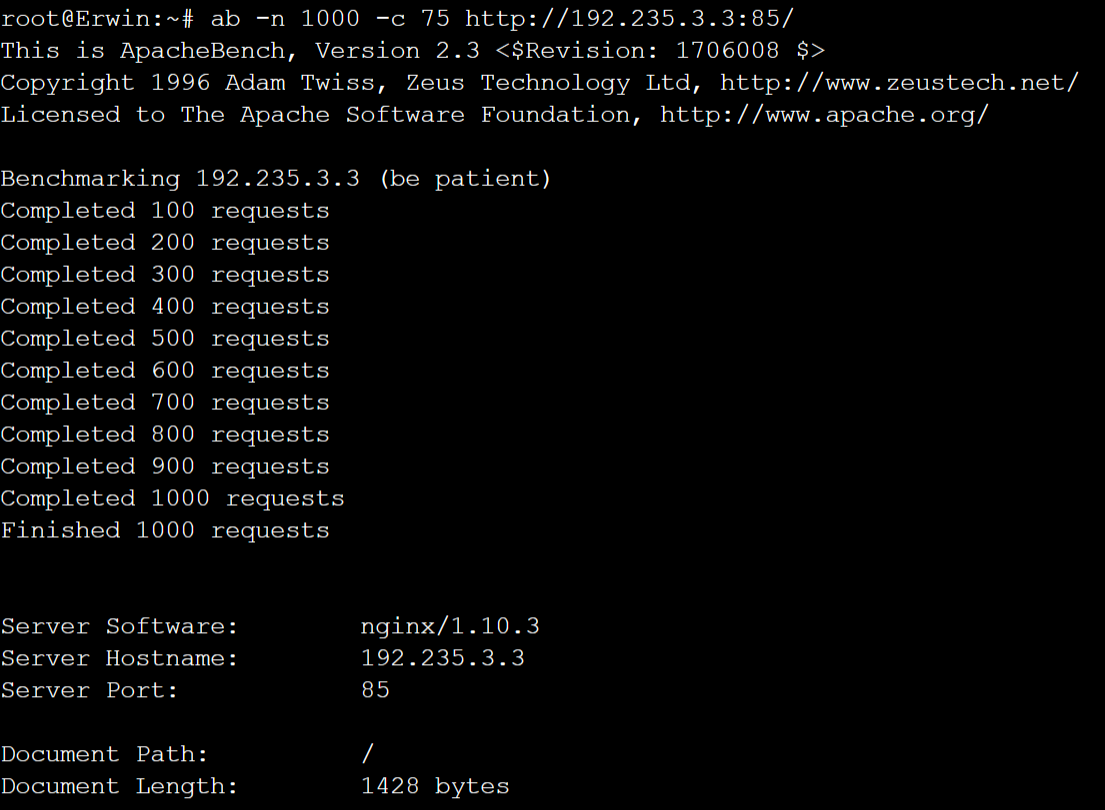 root@Erwin:~# ab -n 1000 -c 75 http://192.235.3.3:85/
This is ApacheBench, Version 2.3 <$Revision: 1706008 $>
Copyright 1996 Adam Twiss, Zeus Technology Ltd, http://www.zeustech.net/
Licensed to The Apache Software Foundation, http://www.apache.org/

Benchmarking 192.235.3.3 (be patient)
Completed 100 requests
Completed 200 requests
Completed 300 requests
Completed 400 requests
Completed 500 requests
Completed 600 requests
Completed 700 requests
Completed 800 requests
Completed 900 requests
Completed 1000 requests
Finished 1000 requests

Server Software:        nginx/1.10.3
Server Hostname:        192.235.3.3
Server Port:            85

Document Path:          /
Document Length:        1428 bytes